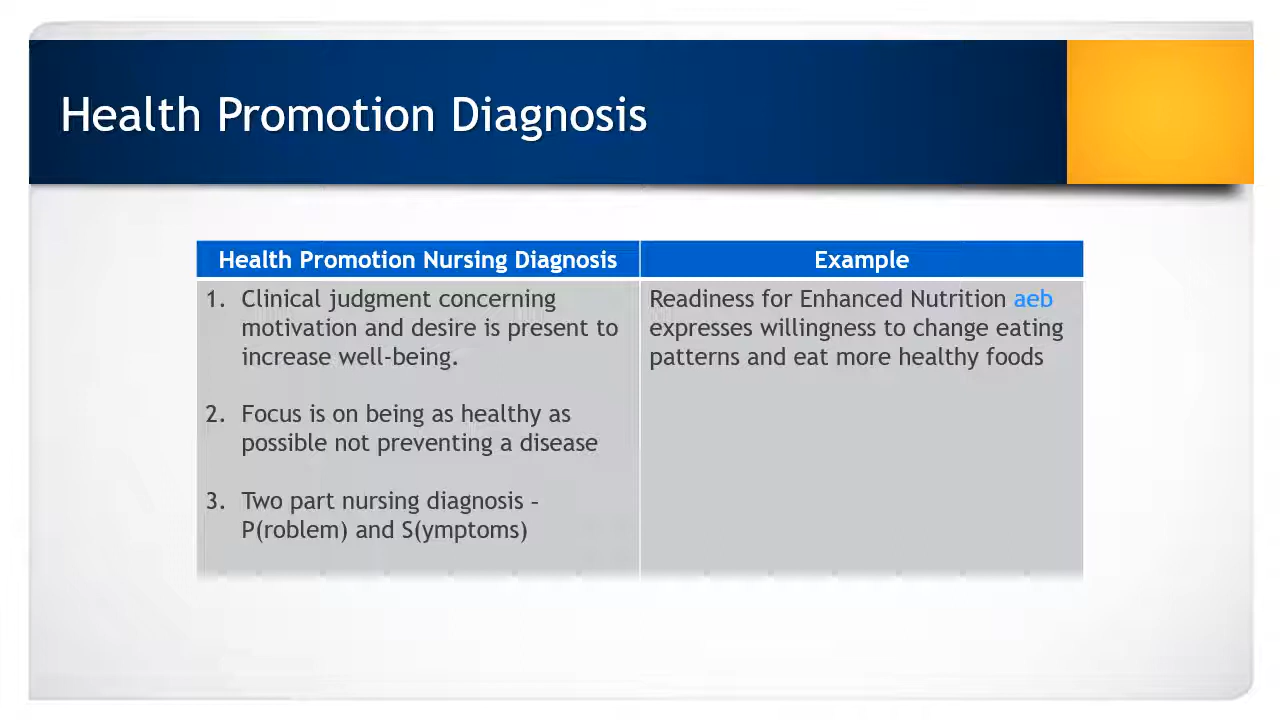 Health Promotion Diagnosis
Health Promotion Nursing Diagnosis
Example
1. Clinical judgment concerning
motivation and desire is present to
increase well-being.
2. Focus is on being as healthy as
possible not preventing a disease
3. Two part nursing diagnosis –
P(roblem) and S(ymptoms)
Readiness for Enhanced Nutrition aeb
expresses willingness to change eating
patterns and eat more healthy foods